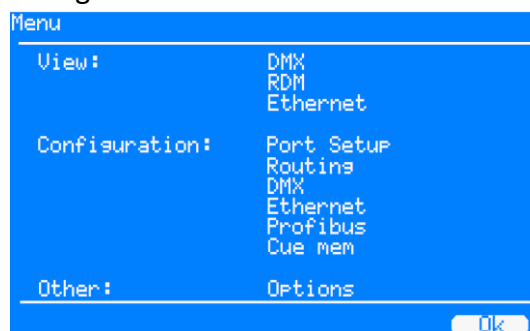 Menu
View: DMX
RDM
Ethernet
Configuration: Port Setup
Routing
DMX
Ethernet
Profibus
Cue mem
Other: Options
Ok